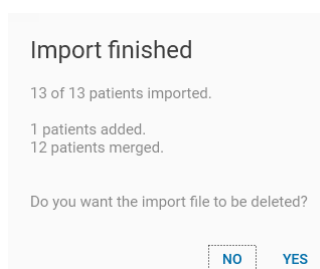 Import finished
13 of 13 patients imported.
1 patients added.
12 patients merged.
Do you want the import file to be deleted?
NO YES